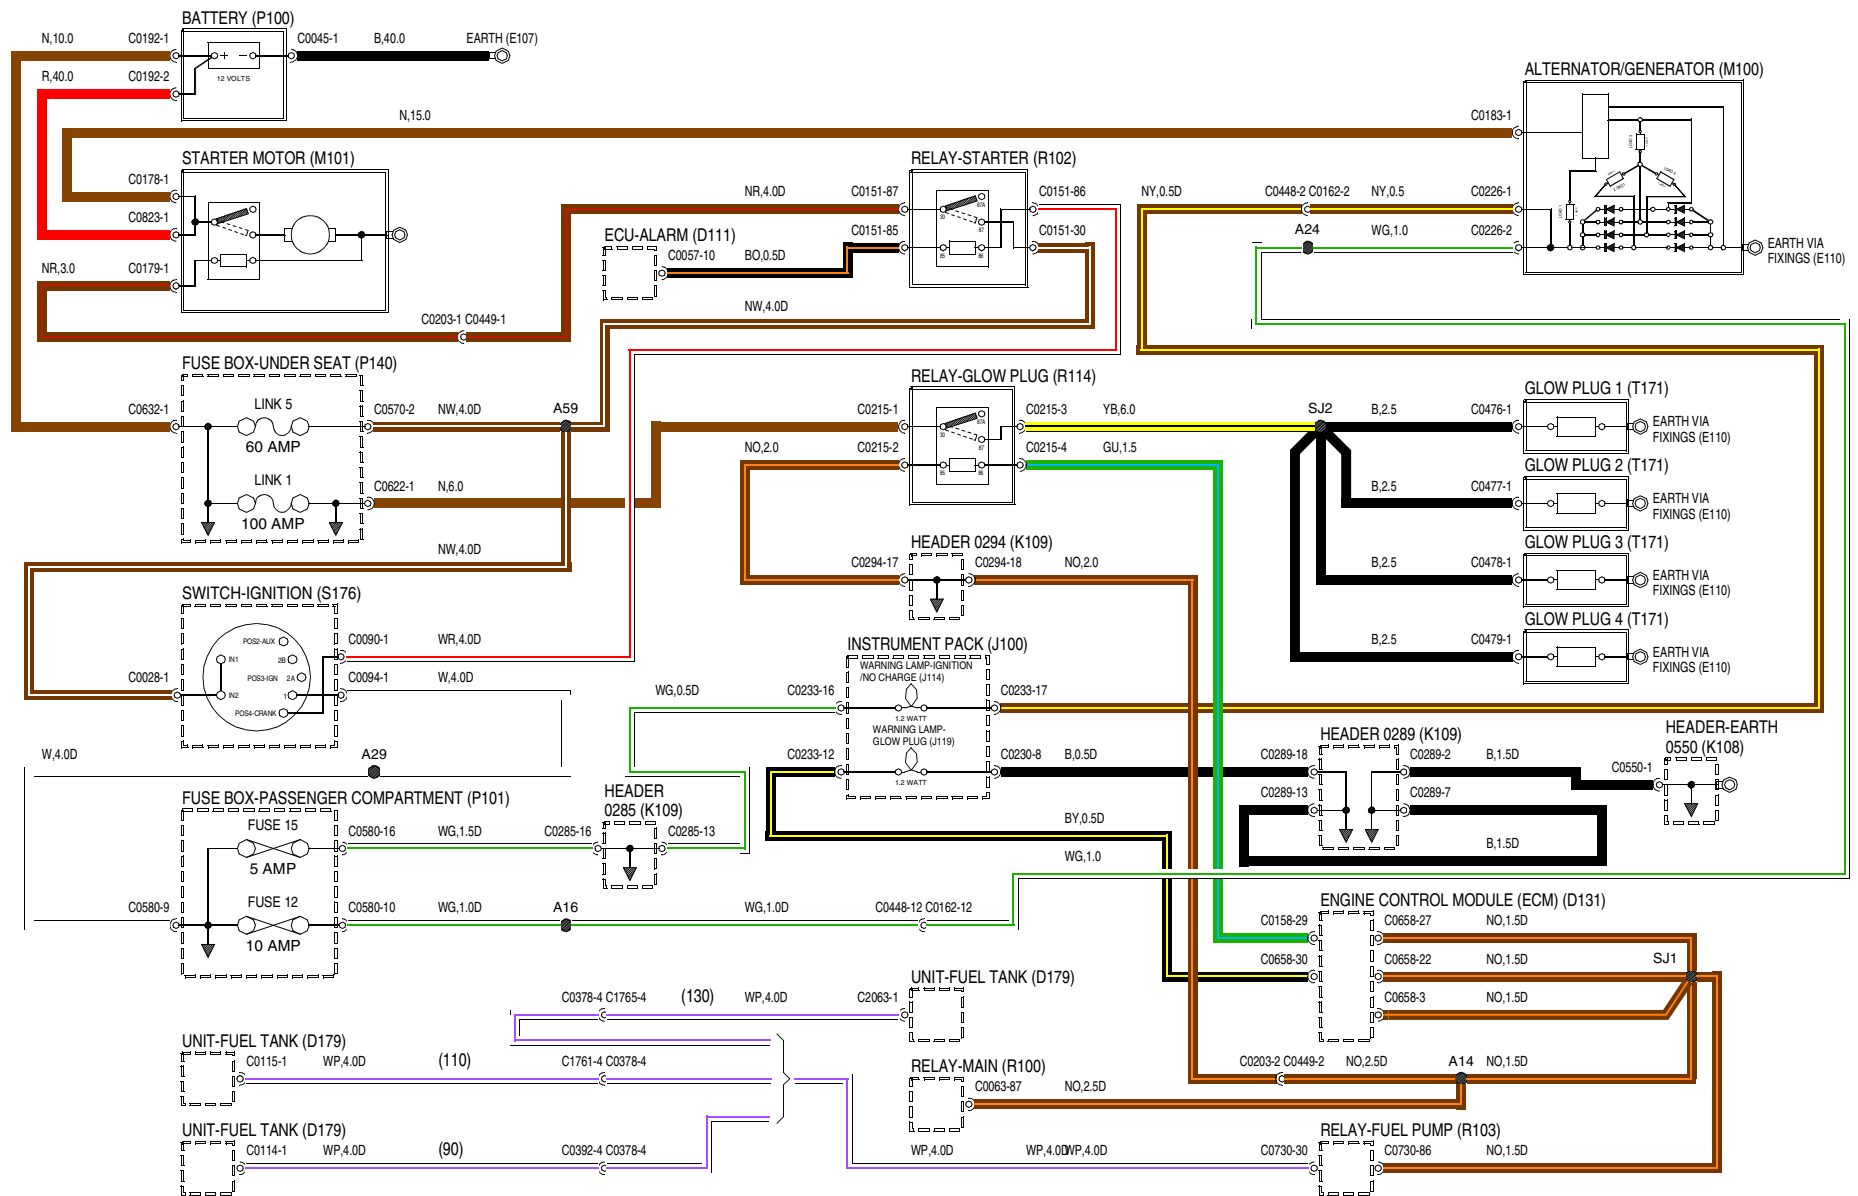 BATTERY (P100)
N,10.0
C0192-1
C0045-1
B,40.0
EARTH (E107)
R,40.0
C0192-2
+ -
12 VOLTS
N,15.0
ALTERNATOR/GENERATOR (M100)
C0183-1
STARTER MOTOR (M101)
C0178-1
C0823-1
NR,3.0
C0179-1
C0203-1 C0449-1
RELAY-STARTER (R102)
NR,4.0D
C0151-87
C0151-86
C0151-85
C0151-30
30
87A
87
85
86
ECU-ALARM (D111)
C0057-10
BO,0.5D
NW,4.0D
NY,0.5D
C0448-2 C0162-2
NY,0.5
C0226-1
A24
WG,1.0
C0226-2
EARTH VIA
FIXINGS (E110)
FUSE BOX-UNDER SEAT (P140)
C0632-1
LINK 5
60 AMP
C0570-2
NW,4.0D
A59
LINK 1
100 AMP
C0622-1
N,6.0
NW,4.0D
RELAY-GLOW PLUG (R114)
C0215-1
C0215-3
YB,6.0
SJ2
NO,2.0
C0215-2
C0215-4
GU,1.5
30
87A
87
85
86
GLOW PLUG 1 (T171)
B,2.5
C0476-1
EARTH VIA
FIXINGS (E110)
GLOW PLUG 2 (T171)
B,2.5
C0477-1
EARTH VIA
FIXINGS (E110)
GLOW PLUG 3 (T171)
B,2.5
C0478-1
EARTH VIA
FIXINGS (E110)
GLOW PLUG 4 (T171)
B,2.5
C0479-1
EARTH VIA
FIXINGS (E110)
HEADER 0294 (K109)
C0294-17
C0294-18
NO,2.0
SWITCH-IGNITION (S176)
C0028-1
POS2-AUX
IN1
2B
POS3-IGN
2A
IN2
1
POS4-CRANK
C0090-1
WR,4.0D
C0094-1
W,4.0D
INSTRUMENT PACK (J100)
WARNING LAMP-IGNITION
/NO CHARGE (J114)
1.2 WATT
WARNING LAMP-
GLOW PLUG (J119)
1.2 WATT
WG,0.5D
C0233-16
C0233-17
C0233-12
C0230-8
B,0.5D
HEADER 0289 (K109)
C0289-18
C0289-2
B,1.5D
C0289-13
C0289-7
B,1.5D
HEADER-EARTH
0550 (K108)
C0550-1
W,4.0D
A29
FUSE BOX-PASSENGER COMPARTMENT (P101)
FUSE 15
5 AMP
C0580-16
WG,1.5D
C0285-16
HEADER
0285 (K109)
C0285-13
BY,0.5D
WG,1.0
C0580-9
FUSE 12
10 AMP
C0580-10
WG,1.0D
A16
WG,1.0D
C0448-12 C0162-12
ENGINE CONTROL MODULE (ECM) (D131)
C0158-29
C0658-27
NO,1.5D
C0658-30
C0658-22
NO,1.5D
SJ1
C0658-3
NO,1.5D
UNIT-FUEL TANK (D179)
C0378-4 C1765-4
(130)
WP,4.0D
C2063-1
UNIT-FUEL TANK (D179)
C0115-1
WP,4.0D
(110)
C1761-4 C0378-4
RELAY-MAIN (R100)
C0063-87
NO,2.5D
C0203-2 C0449-2
NO,2.5D
A14
NO,1.5D
UNIT-FUEL TANK (D179)
C0114-1
WP,4.0D
(90)
C0392-4 C0378-4
WP,4.0D
WP,4.0D
WP,4.0D
C0730-30
RELAY-FUEL PUMP (R103)
C0730-86
NO,1.5D